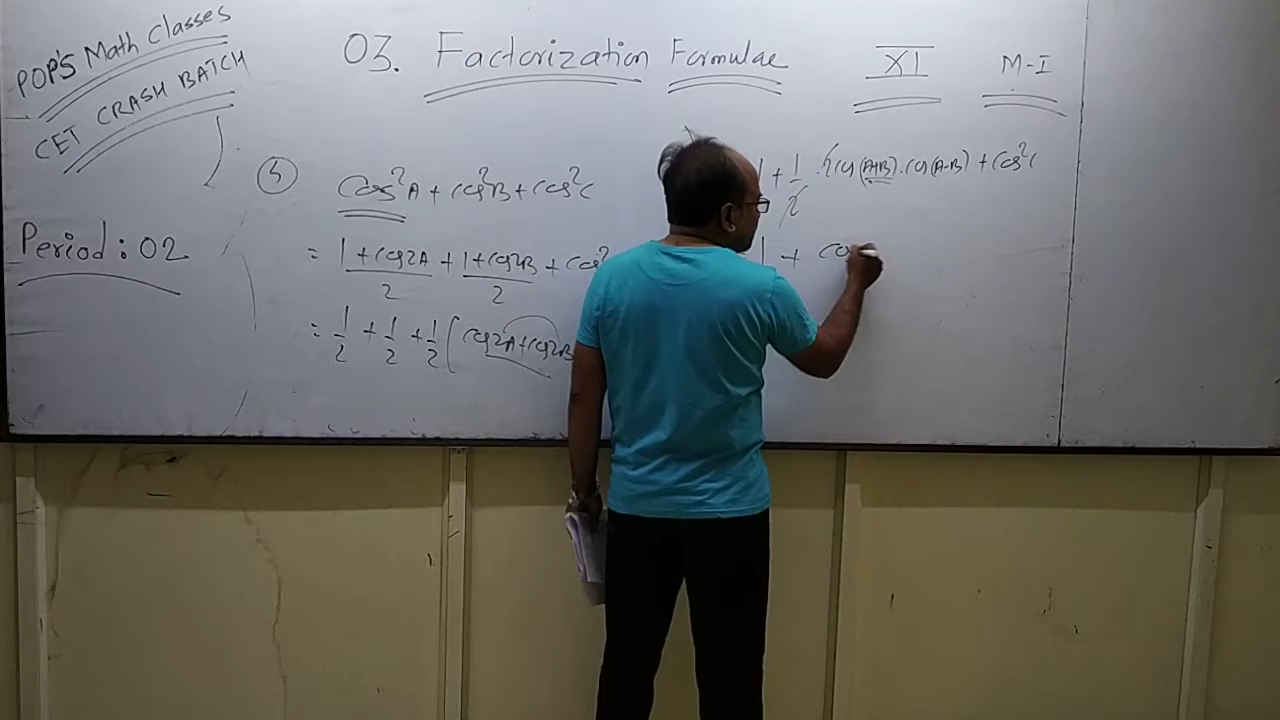 POP'S Math Classes
CET CRASH BATCH
03. Factorization Formulae XI M-I
Period : 02
5 Cos²A + cos²B + cos²C
= 1 + cos2A / 2 + 1 + cos2B / 2 + cos²
= 1/2 + 1/2 + 1/2 [ cos2A + cos2B
1 + 1/2 . 2 cos(A+B) . cos(A-B) + cos²C
1 + co